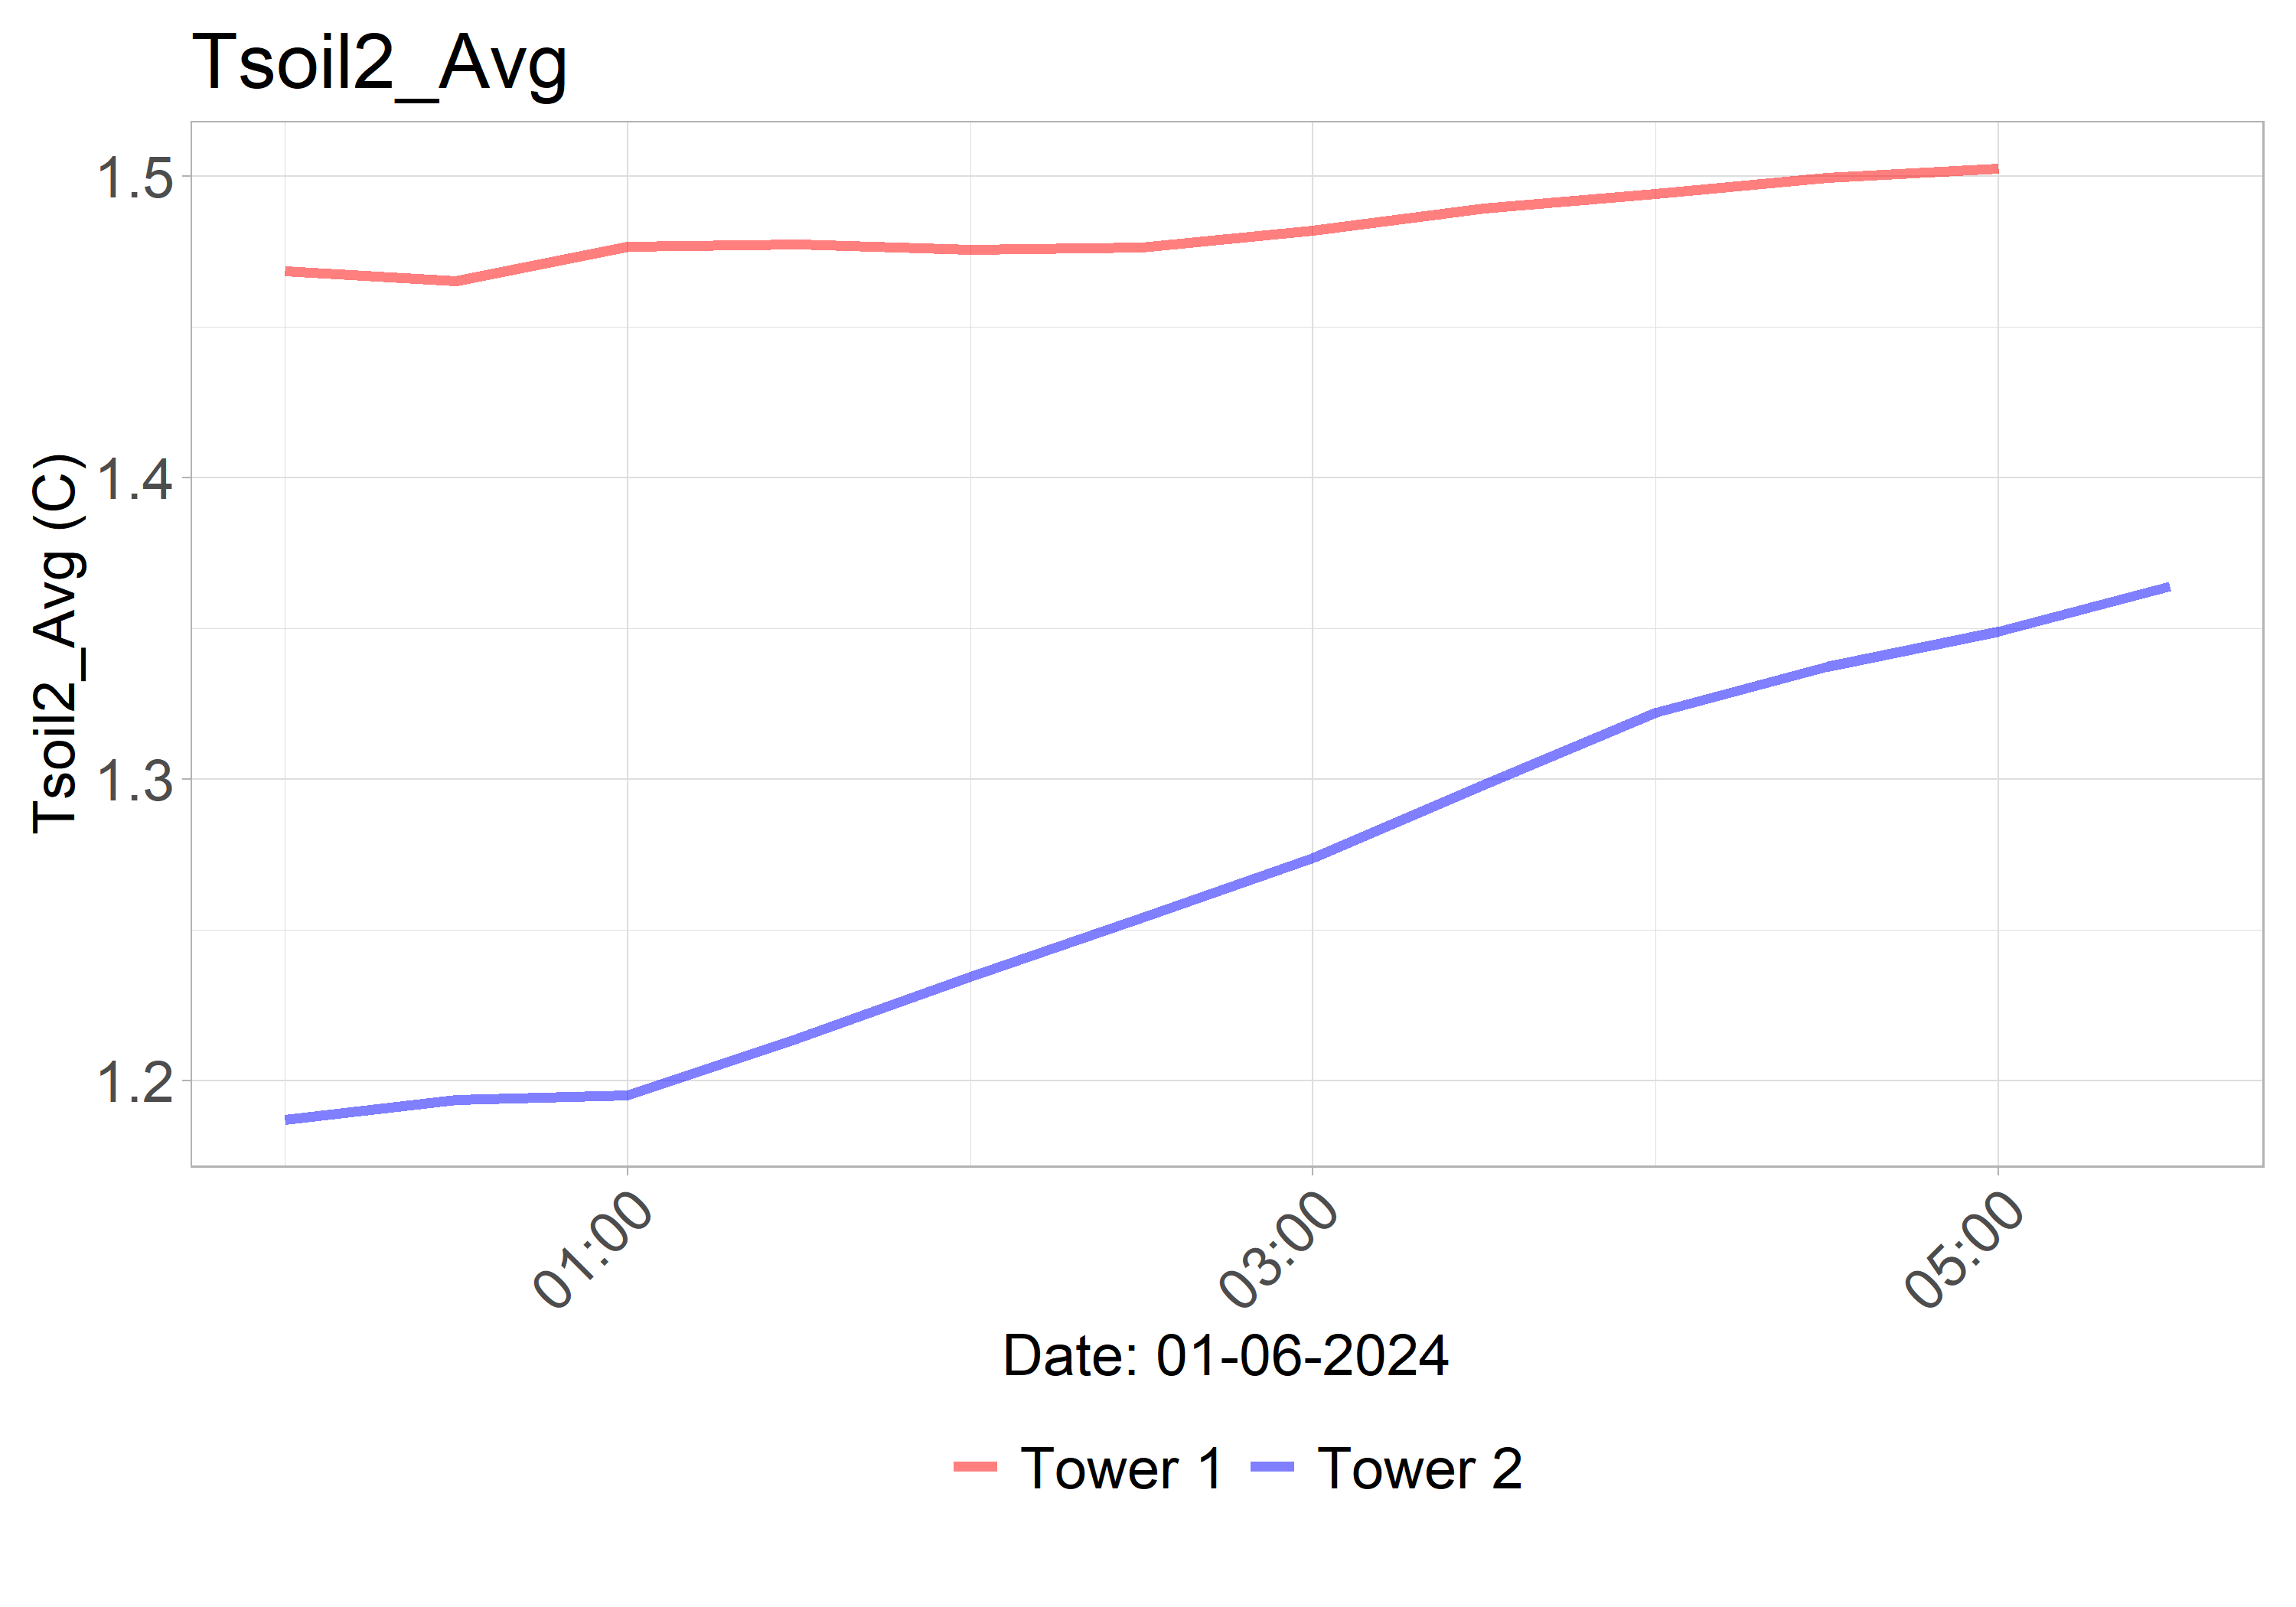 Tsoil2_Avg
Tsoil2_Avg (C)
1.5
1.4
1.3
1.2
01:00
03:00
05:00
Date: 01-06-2024
Tower 1
Tower 2